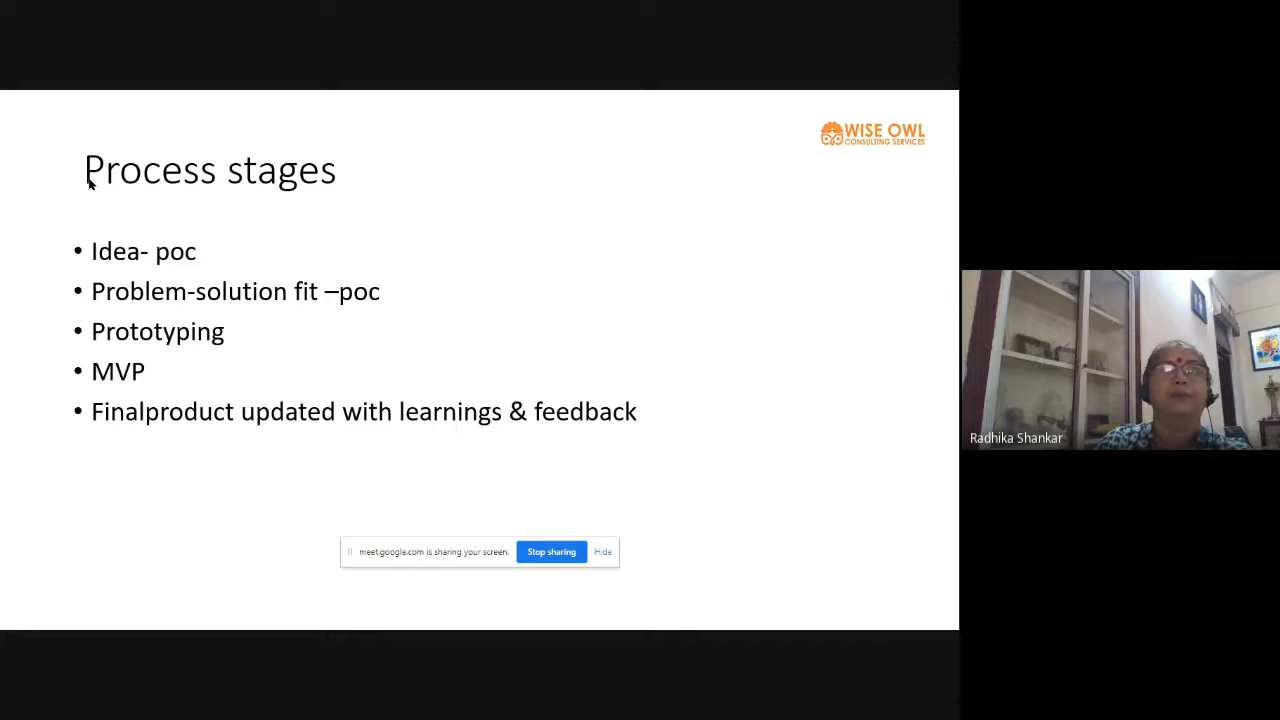 WISE OWL
CONSULTING SERVICES
Process stages
• Idea- poc
• Problem-solution fit –poc
• Prototyping
• MVP
• Finalproduct updated with learnings & feedback
Radhika Shankar
meet.google.com is sharing your screen. Stop sharing Hide